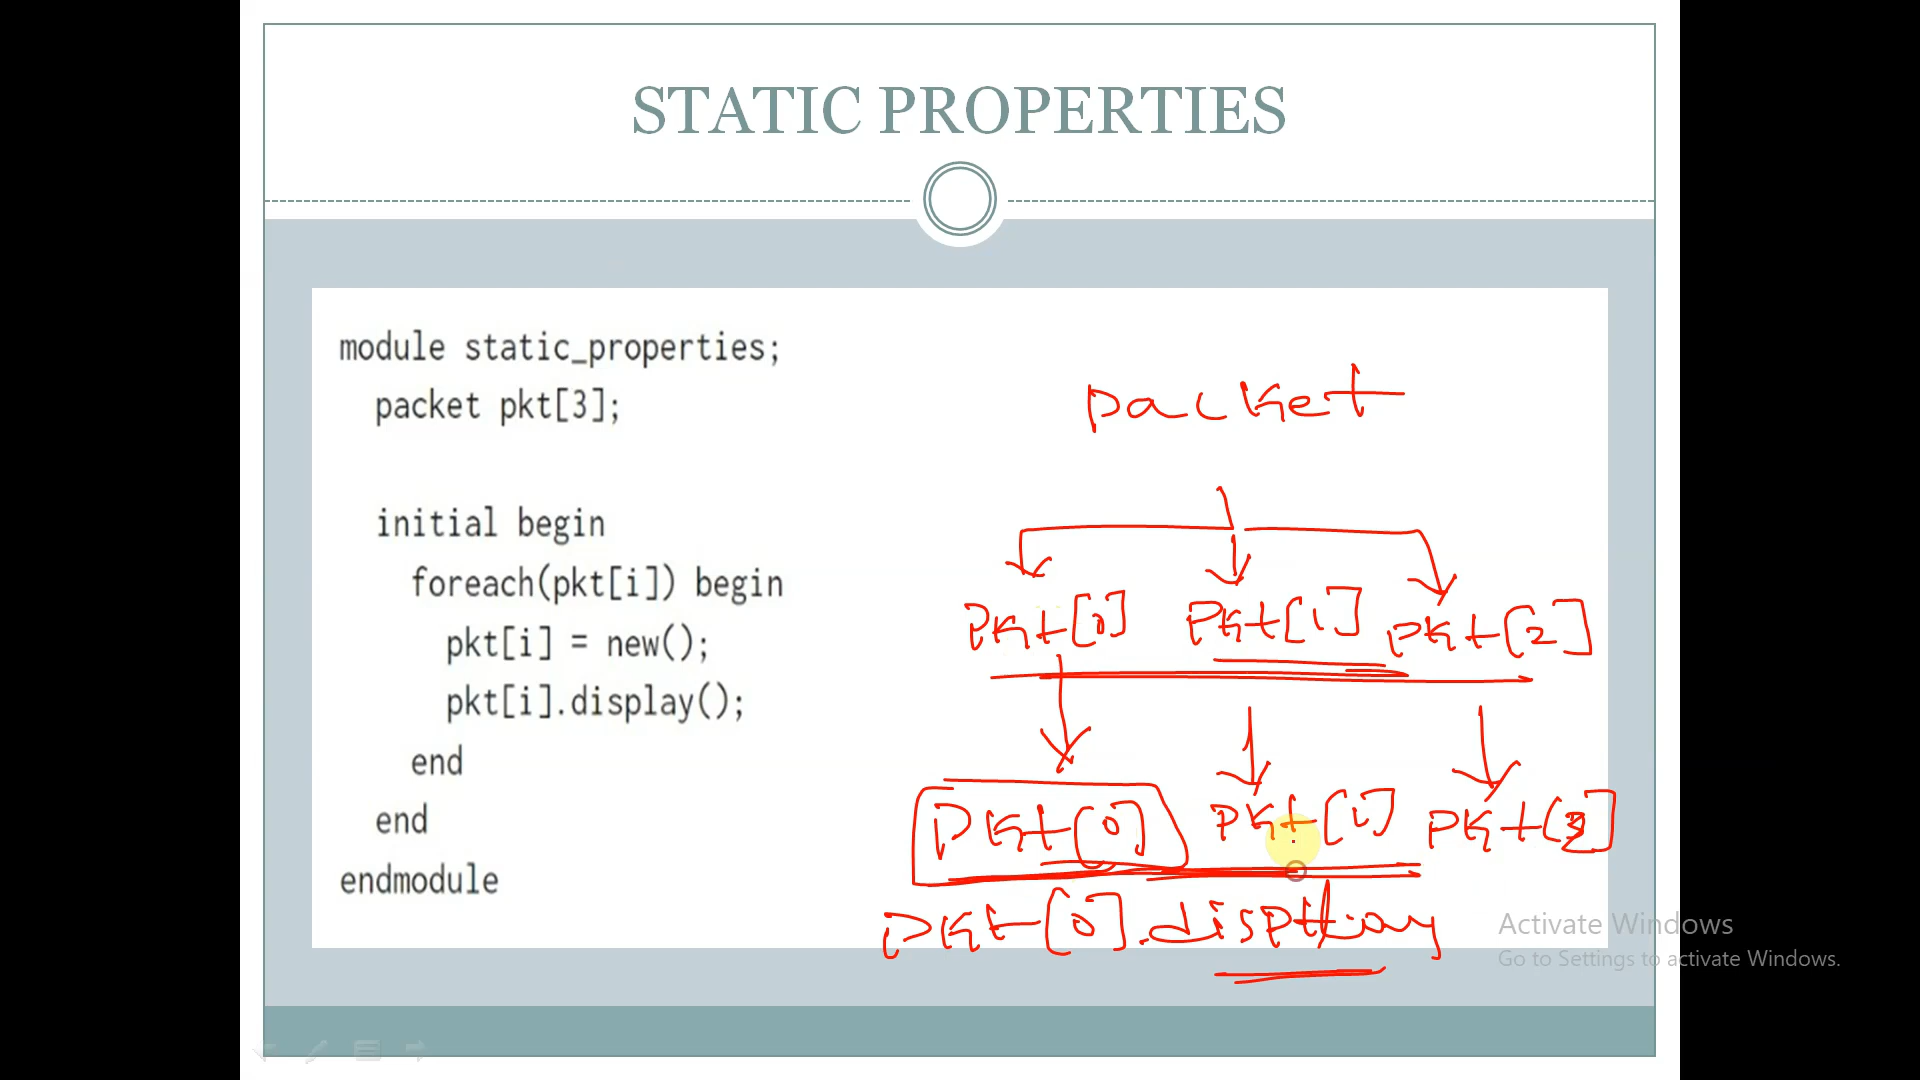 STATIC PROPERTIES
module static_properties;
packet pkt[3];
initial begin
foreach(pkt[i]) begin
pkt[i] = new();
pkt[i].display();
end
end
endmodule
packet
pkt[0] pkt[1] pkt[2]
pkt[0] pkt[1]
pkt[0].display
Activate Windows
Go to Settings to activate Windows.